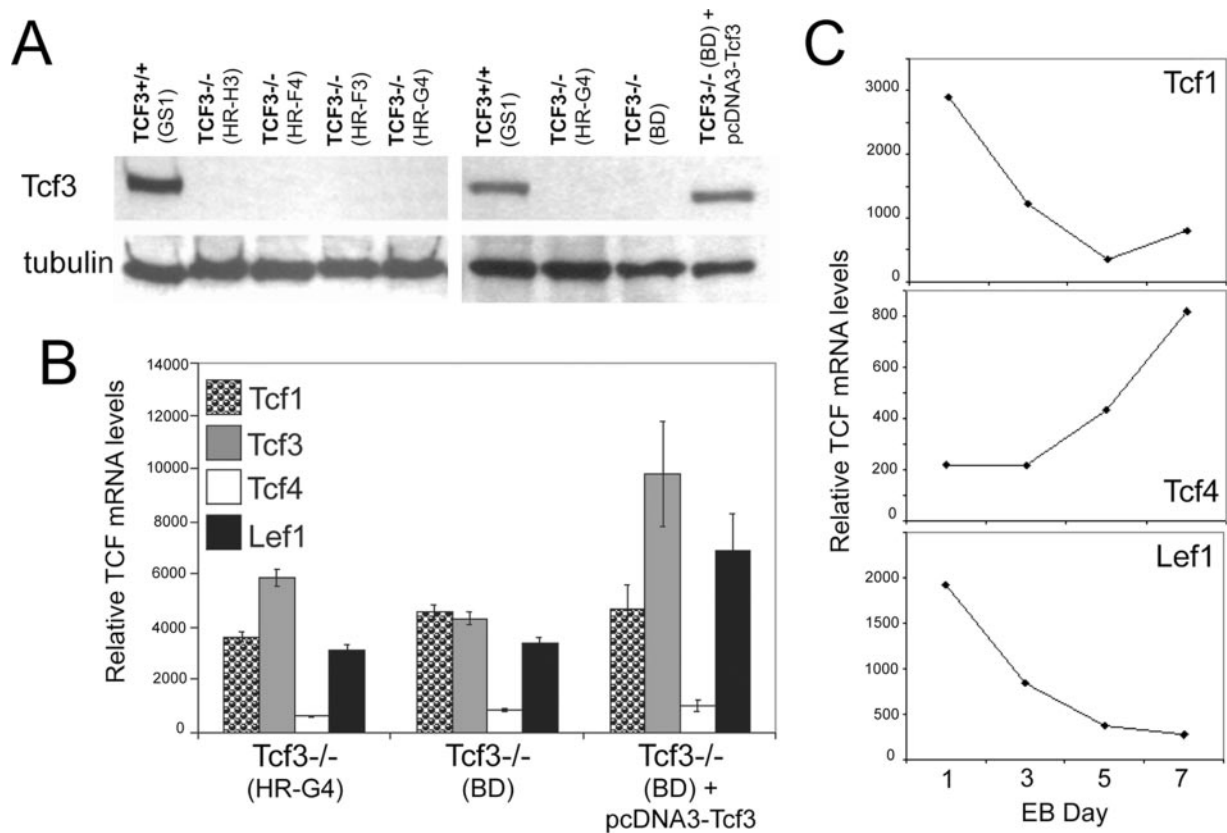 A
TCF3+/+ (GS1)
TCF3-/- (HR-H3)
TCF3-/- (HR-F4)
TCF3-/- (HR-F3)
TCF3-/- (HR-G4)
TCF3+/+ (GS1)
TCF3-/- (HR-G4)
TCF3-/- (BD)
TCF3-/- (BD) + pcDNA3-Tcf3
Tcf3
tubulin
B
Relative TCF mRNA levels
14000
12000
10000
8000
6000
4000
2000
0
Tcf1
Tcf3
Tcf4
Lef1
Tcf3-/-
(HR-G4)
Tcf3-/-
(BD)
Tcf3-/-
(BD) +
pcDNA3-Tcf3
C
Relative TCF mRNA levels
Tcf1
3000
2000
1000
0
800
600
400
200
0
Tcf4
Lef1
2000
1500
1000
500
0
1 3 5 7
EB Day